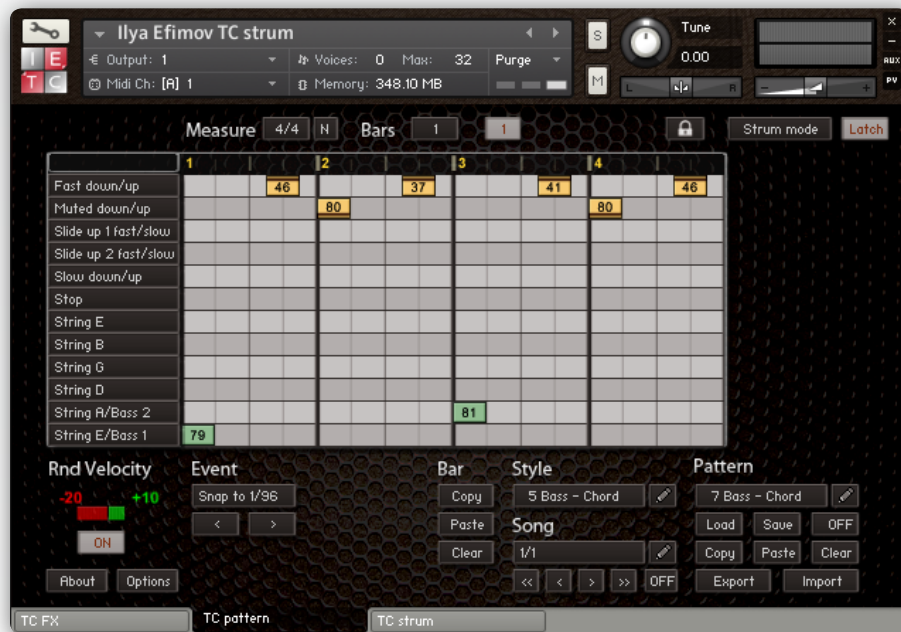 Ilya Efimov TC strum
Output: 1 Voices: 0 Max: 32 Purge
Midi Ch: [A] 1 Memory: 348.10 MB
I E T C
S
M
Tune
0.00
L R
- +
×
–
AUX
PV
Measure 4/4 N Bars 1 1 Strum mode Latch
1 2 3 4
Fast down/up 46 37 41 46
Muted down/up 80 80
Slide up 1 fast/slow
Slide up 2 fast/slow
Slow down/up
Stop
String E
String B
String G
String D
String A/Bass 2 81
String E/Bass 1 79
Rnd Velocity Event Bar Style Pattern
-20 +10 Snap to 1/96 Copy 5 Bass - Chord 7 Bass - Chord
< > Paste Song Load Save OFF
ON Clear 1/1 Copy Paste Clear
About Options << < > >> OFF Export Import
TC FX TC pattern TC strum